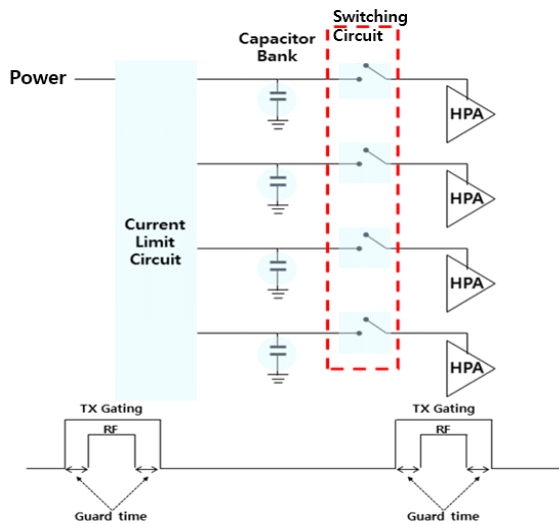 Switching
Circuit
Capacitor
Bank
Power
HPA
HPA
Current
Limit
Circuit
HPA
HPA
TX Gating
TX Gating
RF
RF
Guard time
Guard time